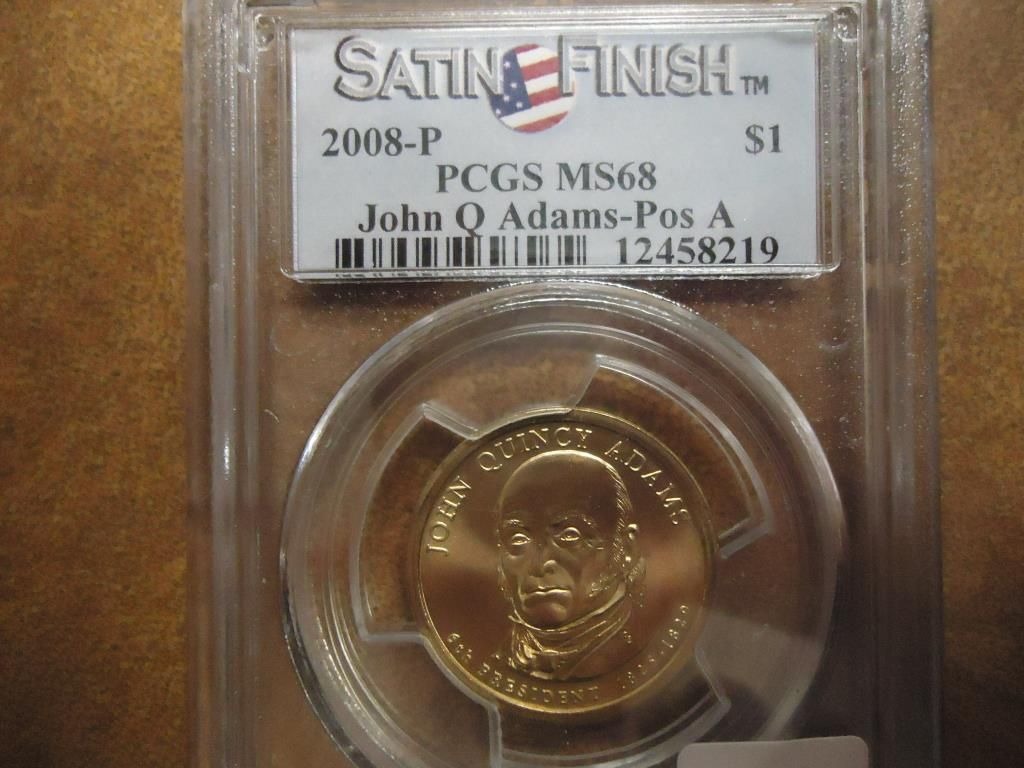 SATIN FINISH™
2008-P $1
PCGS MS68
John Q Adams-Pos A
12458219
JOHN QUINCY ADAMS
6th PRESIDENT 1825-1829